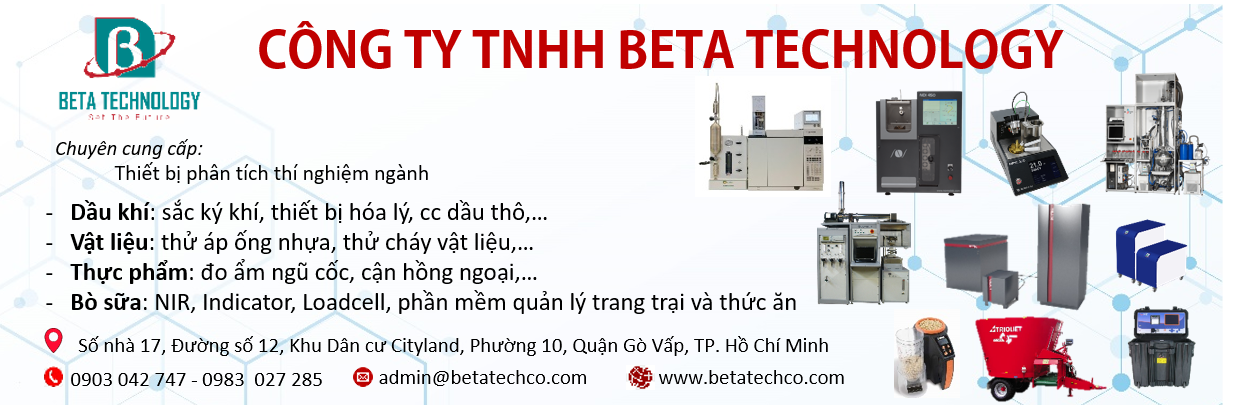 CÔNG TY TNHH BETA TECHNOLOGY
BETA TECHNOLOGY
Set The Future
Chuyên cung cấp:
Thiết bị phân tích thí nghiệm ngành
- Dầu khí: sắc ký khí, thiết bị hóa lý, cc dầu thô,...
- Vật liệu: thử áp ống nhựa, thử cháy vật liệu,...
- Thực phẩm: đo ẩm ngũ cốc, cận hồng ngoại,...
- Bò sữa: NIR, Indicator, Loadcell, phần mềm quản lý trang trại và thức ăn
Số nhà 17, Đường số 12, Khu Dân cư Cityland, Phường 10, Quận Gò Vấp, TP. Hồ Chí Minh
0903 042 747 - 0983 027 285 admin@betatechco.com www.betatechco.com
TRIOLIET